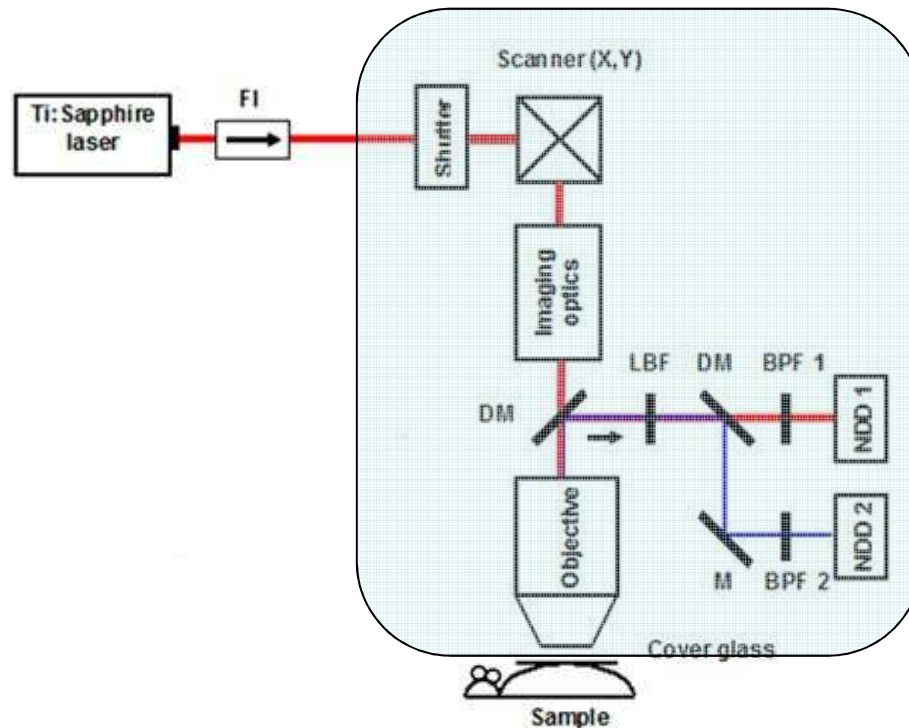 Scanner (X,Y)
FI
Ti: Sapphire
laser
Shutter
Imaging
optics
LBF
DM
BPF 1
DM
NDD 1
Objective
NDD 2
M
BPF 2
Cover glass
Sample